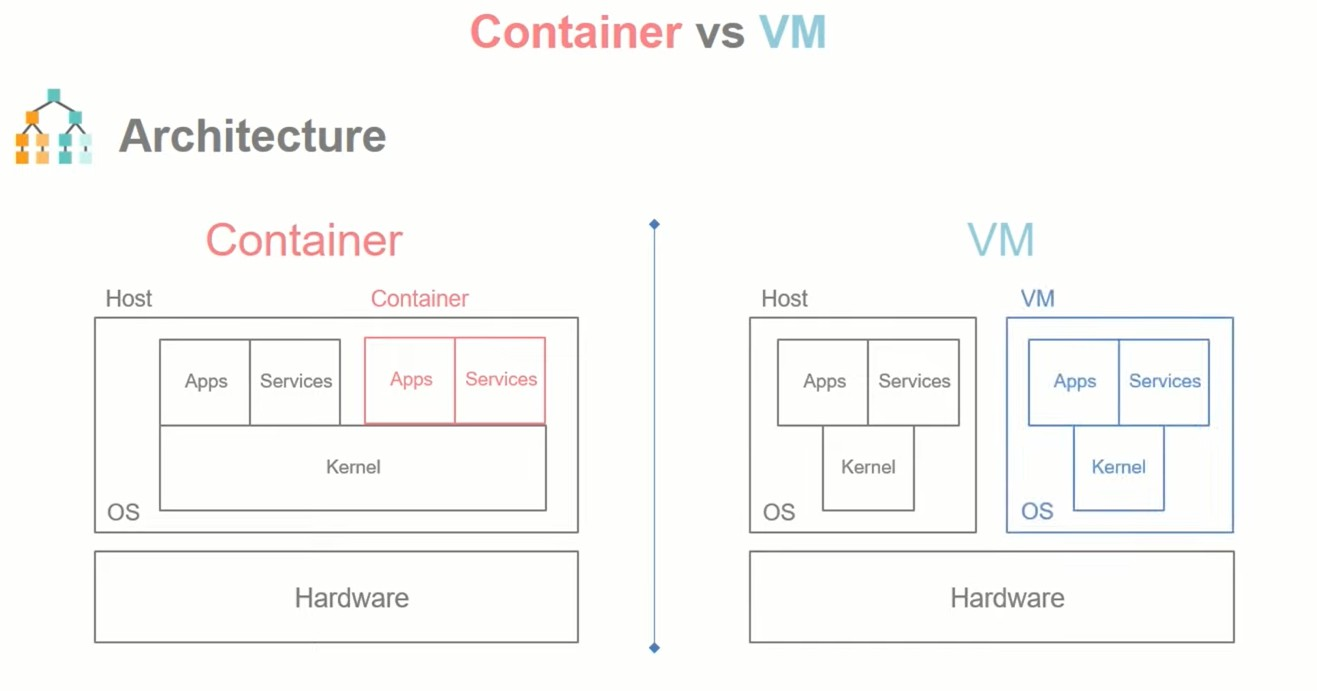 Container vs VM
Architecture
Container
Host
Container
Apps
Services
Apps
Services
Kernel
OS
Hardware
VM
Host
VM
Apps
Services
Kernel
OS
Apps
Services
Kernel
OS
Hardware